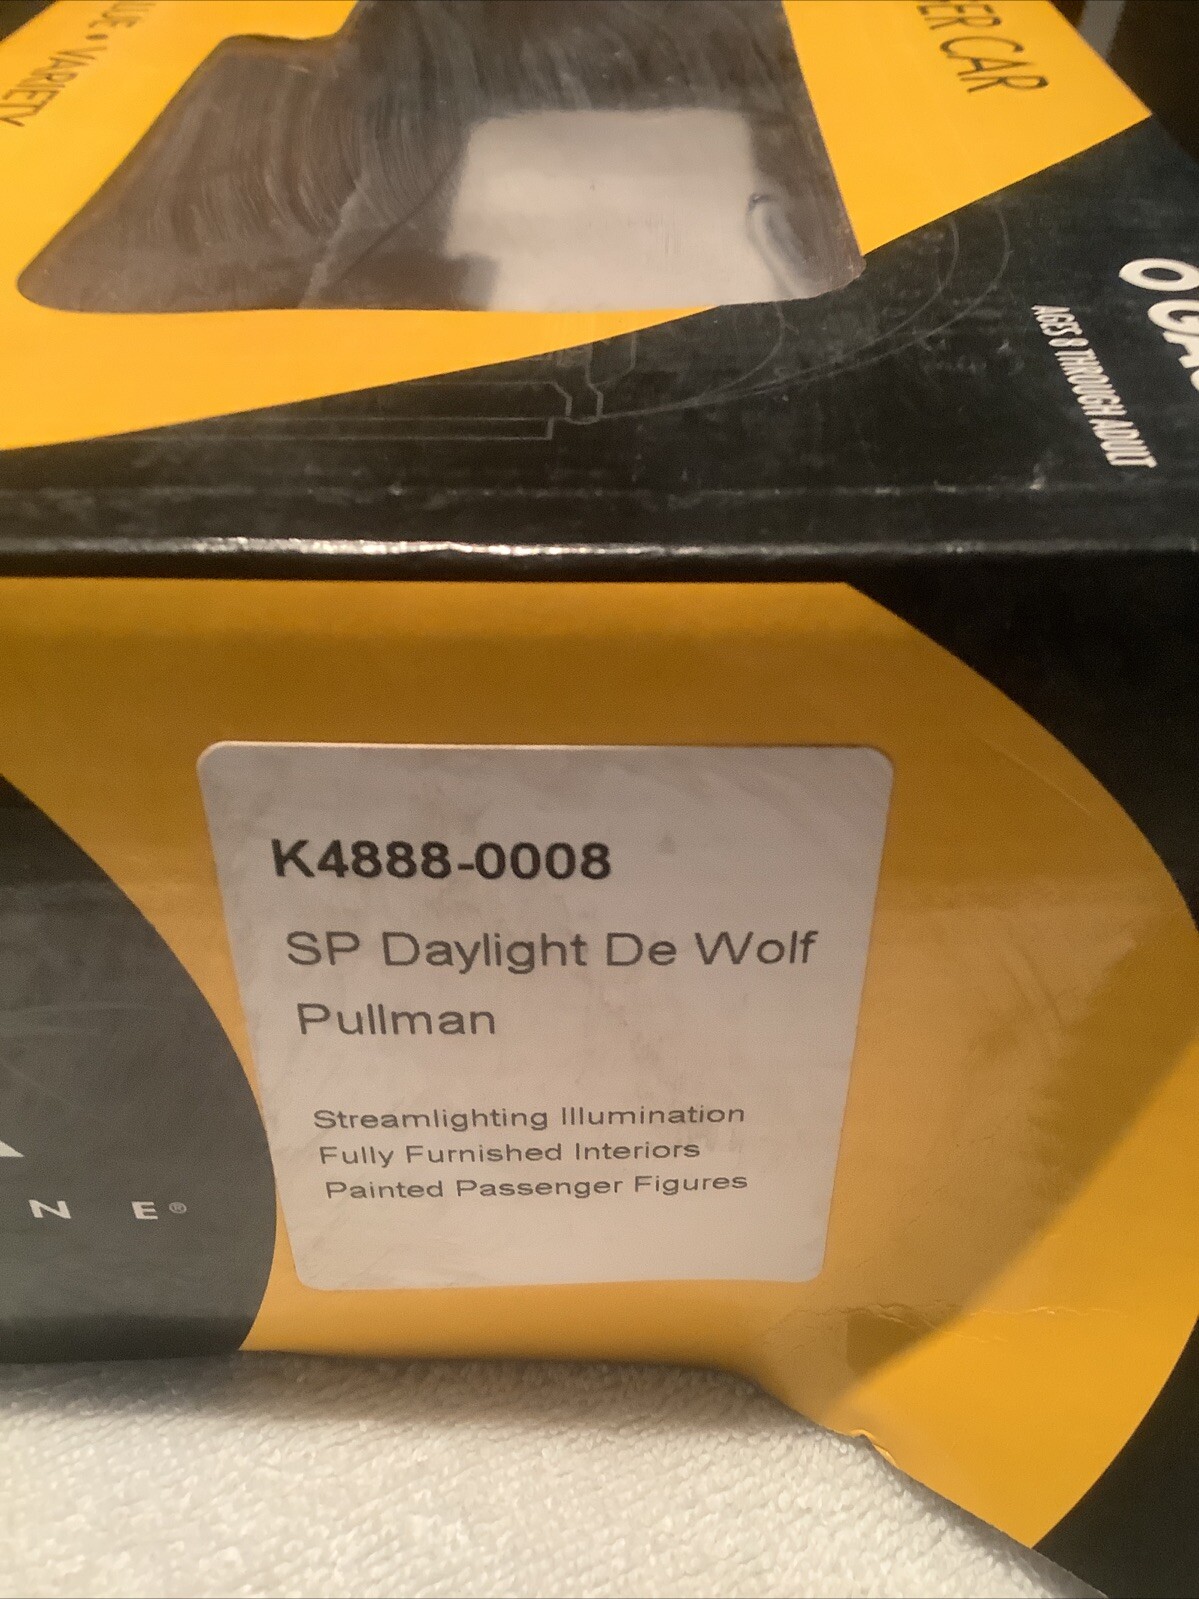 VARIETY
CAR
AGES 8 THROUGH ADULT
K4888-0008
SP Daylight De Wolf
Pullman
Streamlighting Illumination
Fully Furnished Interiors
Painted Passenger Figures
N E®